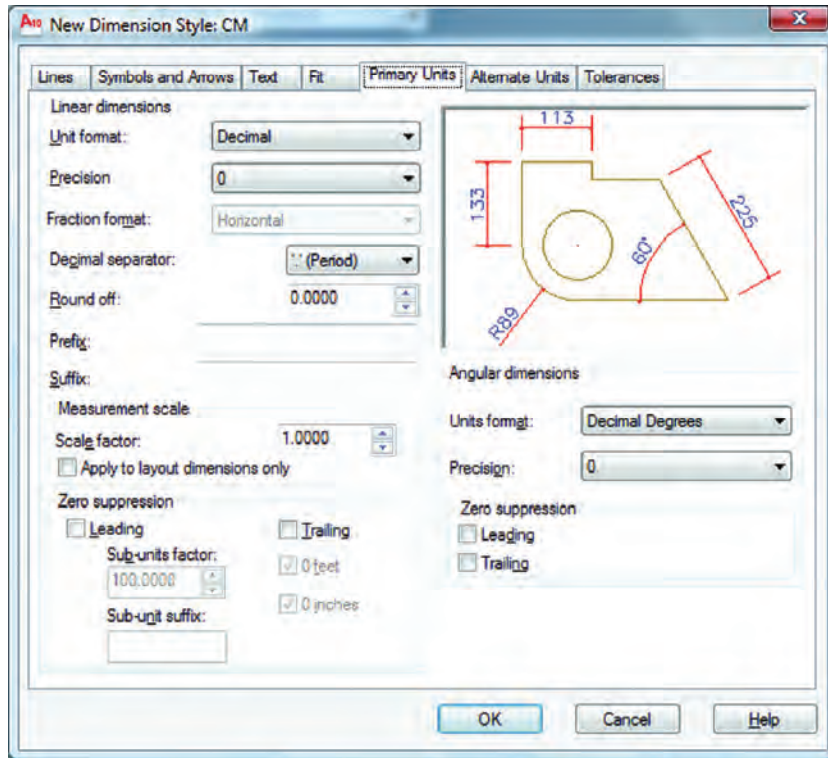 A10 New Dimension Style: CM
Lines Symbols and Arrows Text Fit Primary Units Alternate Units Tolerances
Linear dimensions
Unit format: Decimal
Precision 0
Fraction format: Horizontal
Decimal separator: '.' (Period)
Round off: 0.0000
Prefix:
Suffix:
Measurement scale
Scale factor: 1.0000
Apply to layout dimensions only
Zero suppression
Leading Trailing
Sub-units factor: 0 feet
100.0000
0 inches
Sub-unit suffix:
113
133
225
60°
R89
Angular dimensions
Units format: Decimal Degrees
Precision: 0
Zero suppression
Leading
Trailing
OK Cancel Help